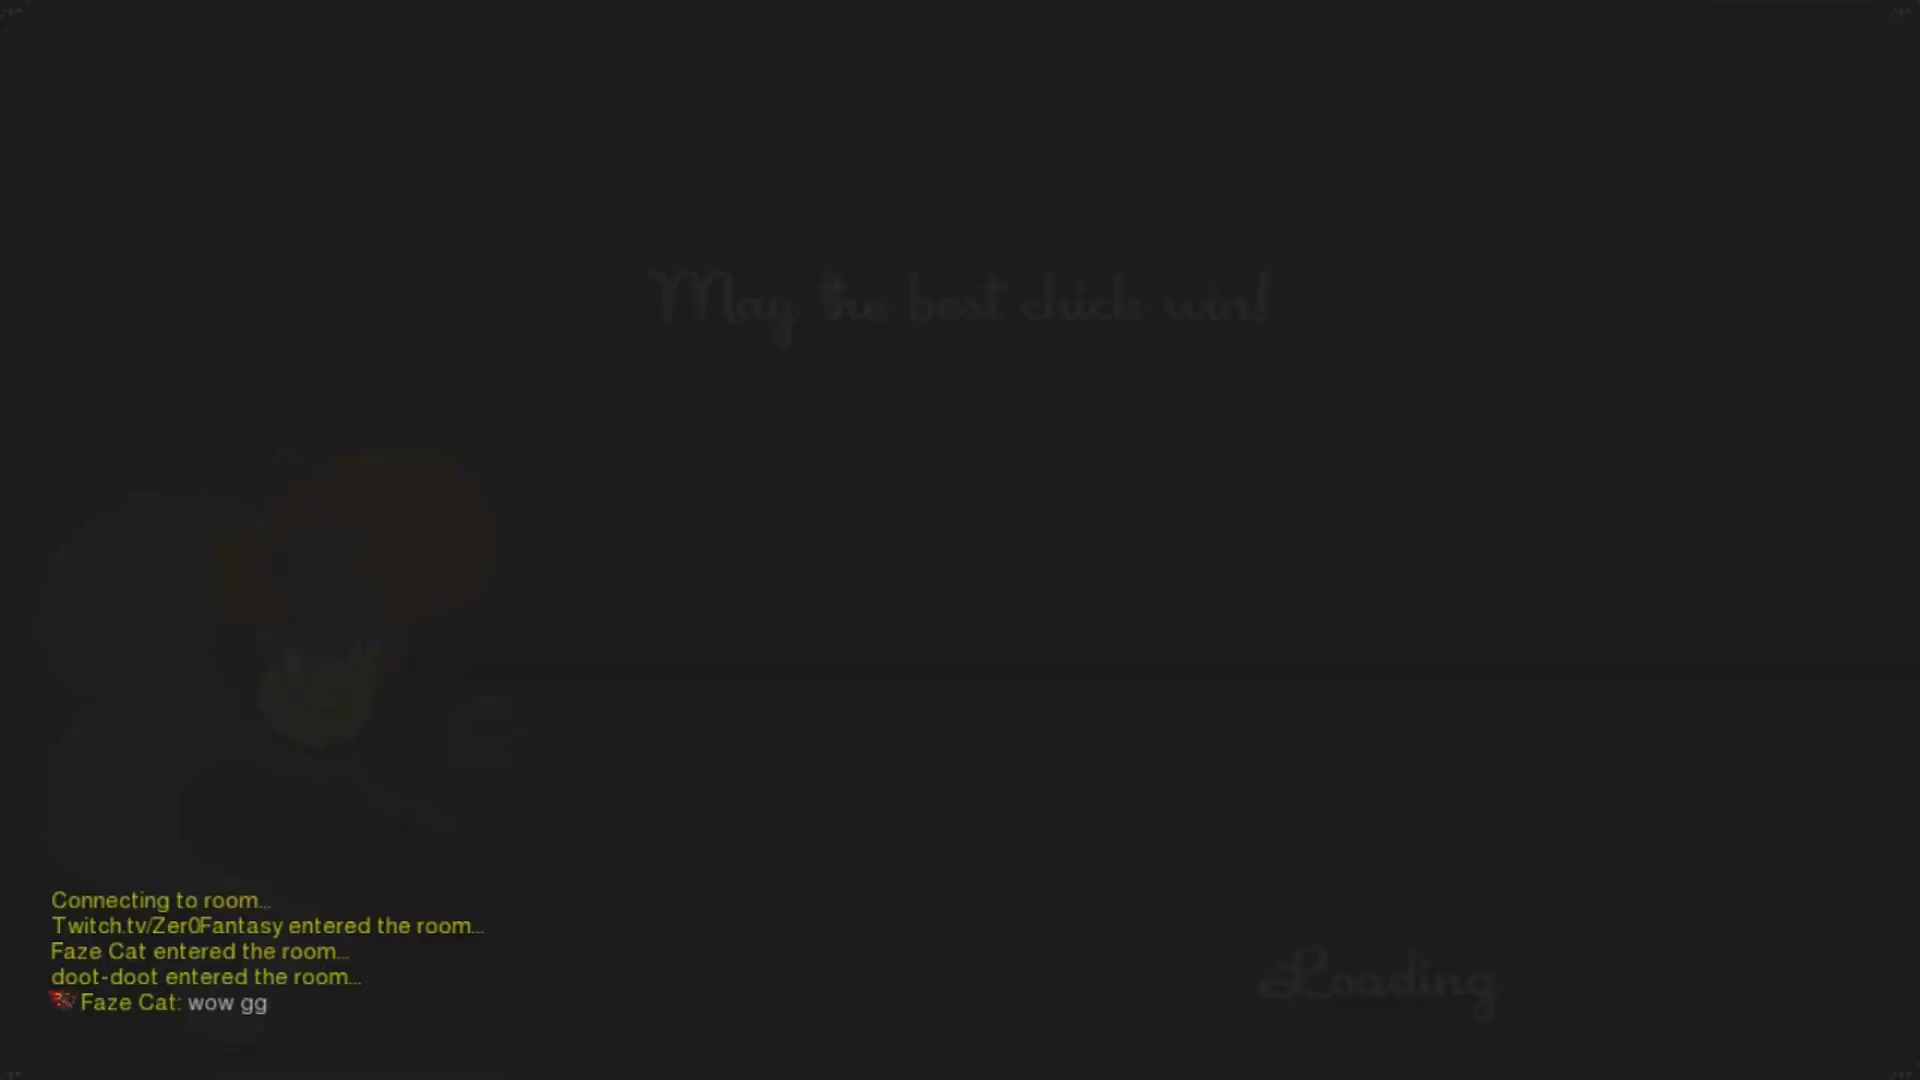 May the best chick win!
Connecting to room...
Twitch.tv/Zer0Fantasy entered the room...
Faze Cat entered the room...
doot-doot entered the room...
Faze Cat: wow gg
Loading